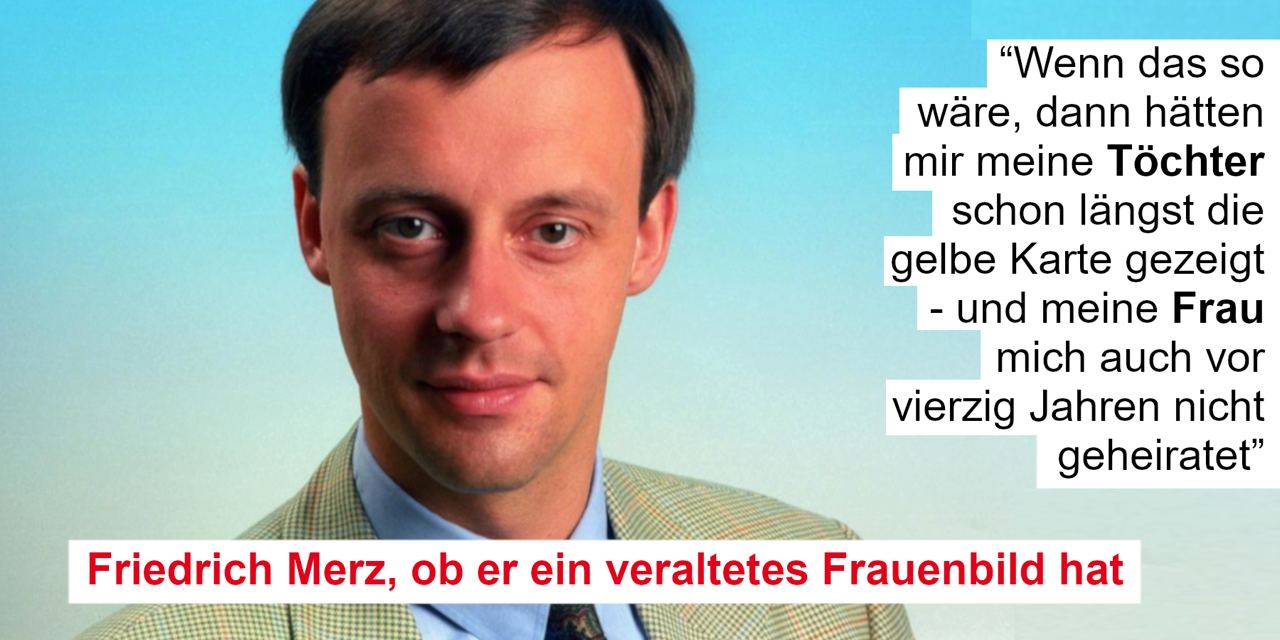 “Wenn das so
wäre, dann hätten
mir meine Töchter
schon längst die
gelbe Karte gezeigt
- und meine Frau
mich auch vor
vierzig Jahren nicht
geheiratet”
Friedrich Merz, ob er ein veraltetes Frauenbild hat